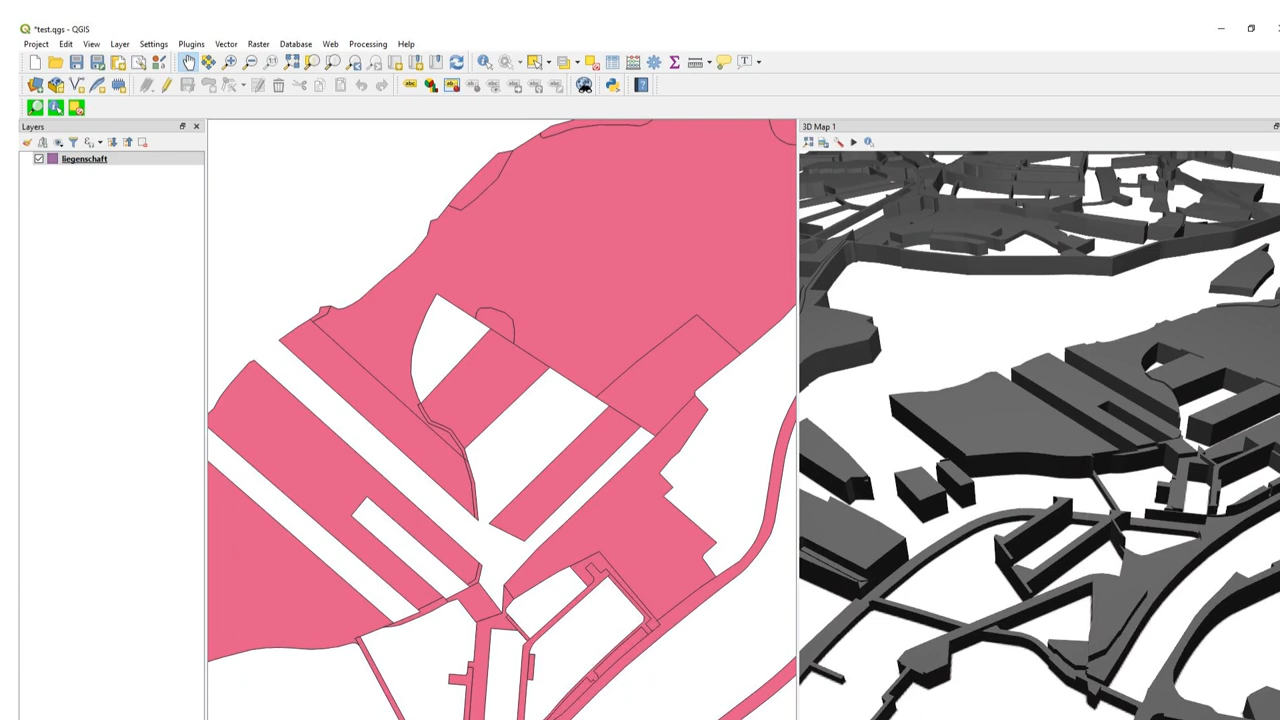 *test.qgs - QGIS
Project Edit View Layer Settings Plugins Vector Raster Database Web Processing Help
Layers
3D Map 1
liegenschaft